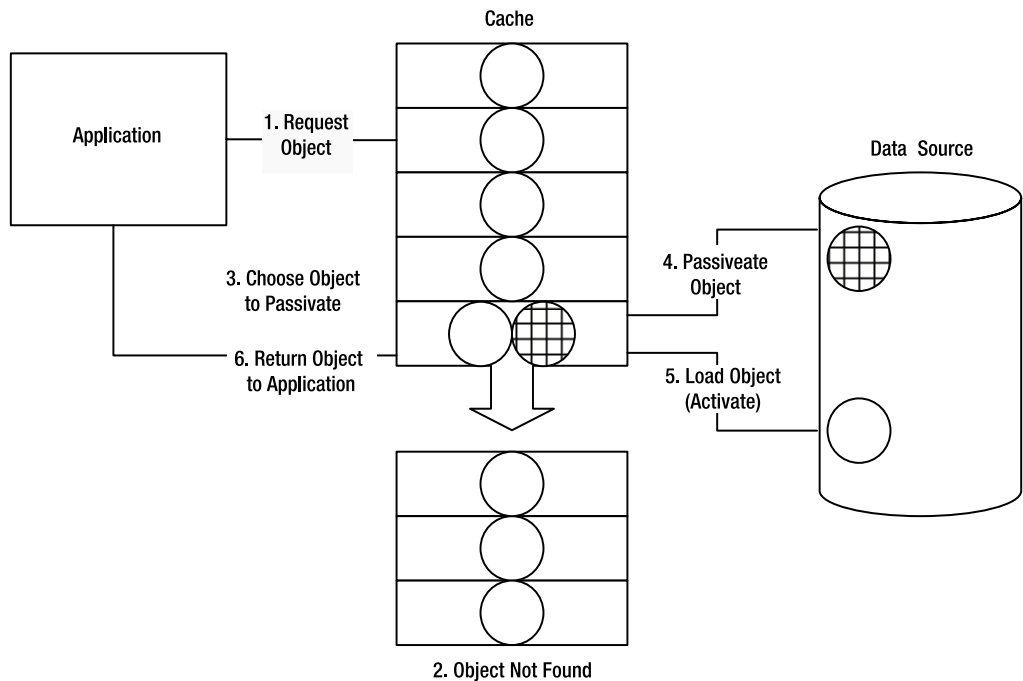 Cache
Application
1. Request
Object
Data Source
3. Choose Object
to Passivate
4. Passiveate
Object
6. Return Object
to Application
5. Load Object
(Activate)
2. Object Not Found